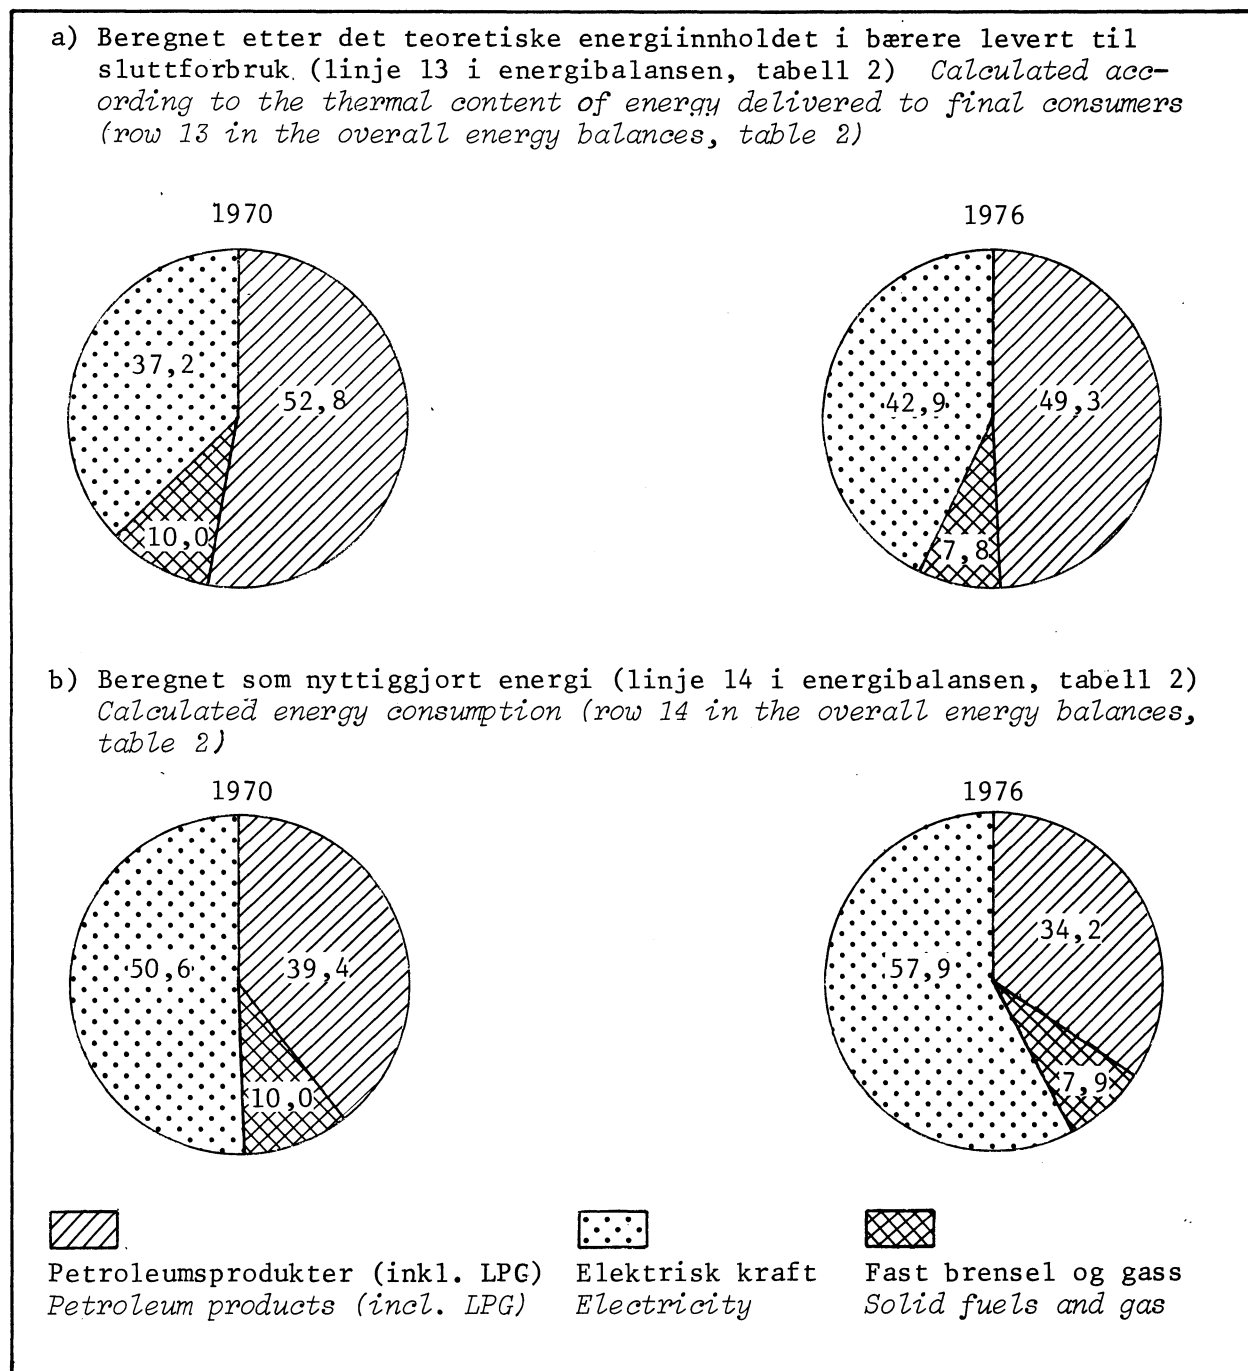 a) Beregnet etter det teoretiske energiinnholdet i bærere levert til
sluttforbruk (linje 13 i energibalansen, tabell 2) Calculated acc-
ording to the thermal content of energy delivered to final consumers
(row 13 in the overall energy balances, table 2)
1970
1976
37,2
52,8
10,0
42,9
49,3
7,8
b) Beregnet som nyttiggjort energi (linje 14 i energibalansen, tabell 2)
Calculated energy consumption (row 14 in the overall energy balances,
table 2)
1970
1976
50,6
39,4
10,0
34,2
57,9
7,9
Petroleumsprodukter (inkl. LPG)
Petroleum products (incl. LPG)
Elektrisk kraft
Electricity
Fast brensel og gass
Solid fuels and gas